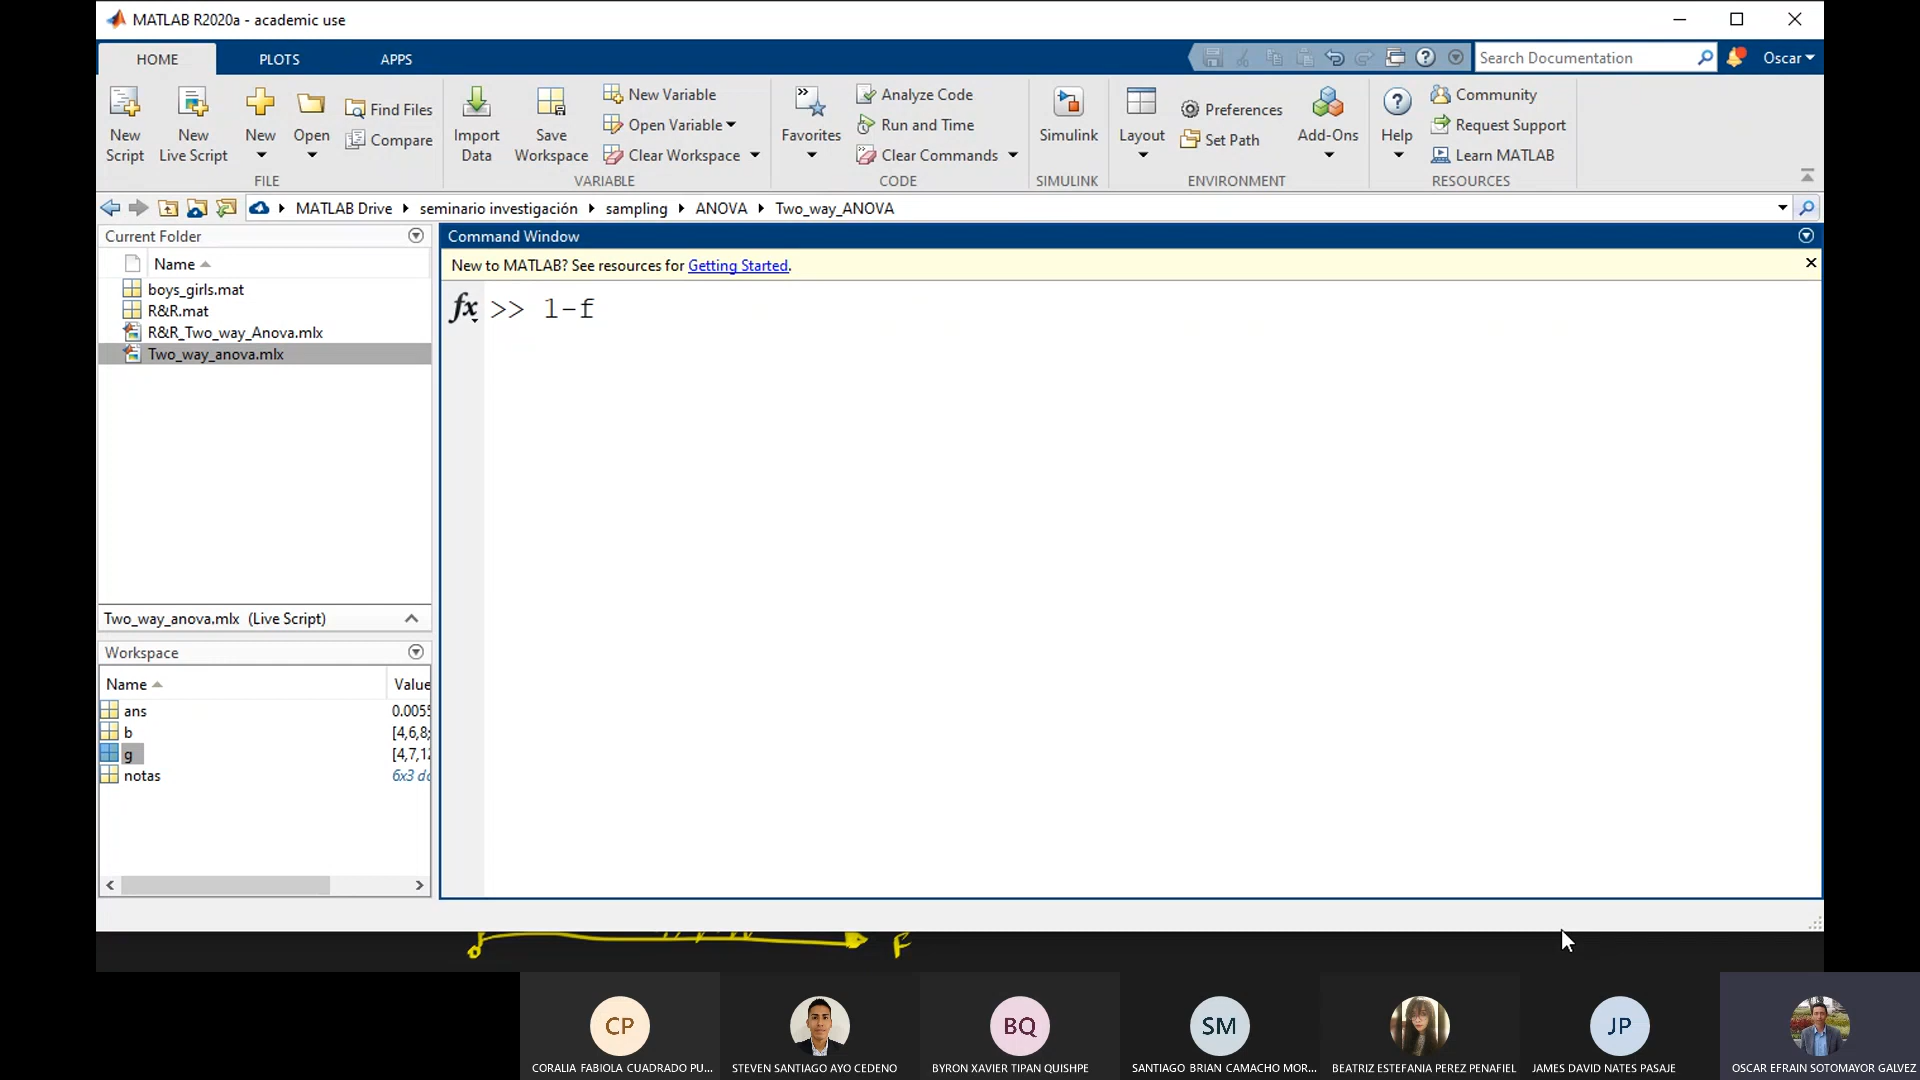 MATLAB R2020a - academic use
HOME PLOTS APPS
Search Documentation
Oscar
New Script
New Live Script
New
Open
Find Files
Compare
FILE
Import Data
Save Workspace
New Variable
Open Variable
Clear Workspace
VARIABLE
Favorites
Analyze Code
Run and Time
Clear Commands
CODE
Simulink
SIMULINK
Layout
Preferences
Set Path
Add-Ons
ENVIRONMENT
Help
Community
Request Support
Learn MATLAB
RESOURCES
MATLAB Drive seminario investigación sampling ANOVA Two_way_ANOVA
Current Folder
Name
boys_girls.mat
R&R.mat
R&R_Two_way_Anova.mlx
Two_way_anova.mlx
Two_way_anova.mlx (Live Script)
Workspace
Name Value
ans 0.005
b [4,6,8;
g [4,7,12
notas 6x3 do
Command Window
New to MATLAB? See resources for Getting Started.
fx >> 1-f
0 F
CP
CORALIA FABIOLA CUADRADO PU...
STEVEN SANTIAGO AYO CEDENO
BQ
BYRON XAVIER TIPAN QUISHPE
SM
SANTIAGO BRIAN CAMACHO MOR...
BEATRIZ ESTEFANIA PEREZ PENAFIEL
JP
JAMES DAVID NATES PASAJE
OSCAR EFRAIN SOTOMAYOR GALVEZ